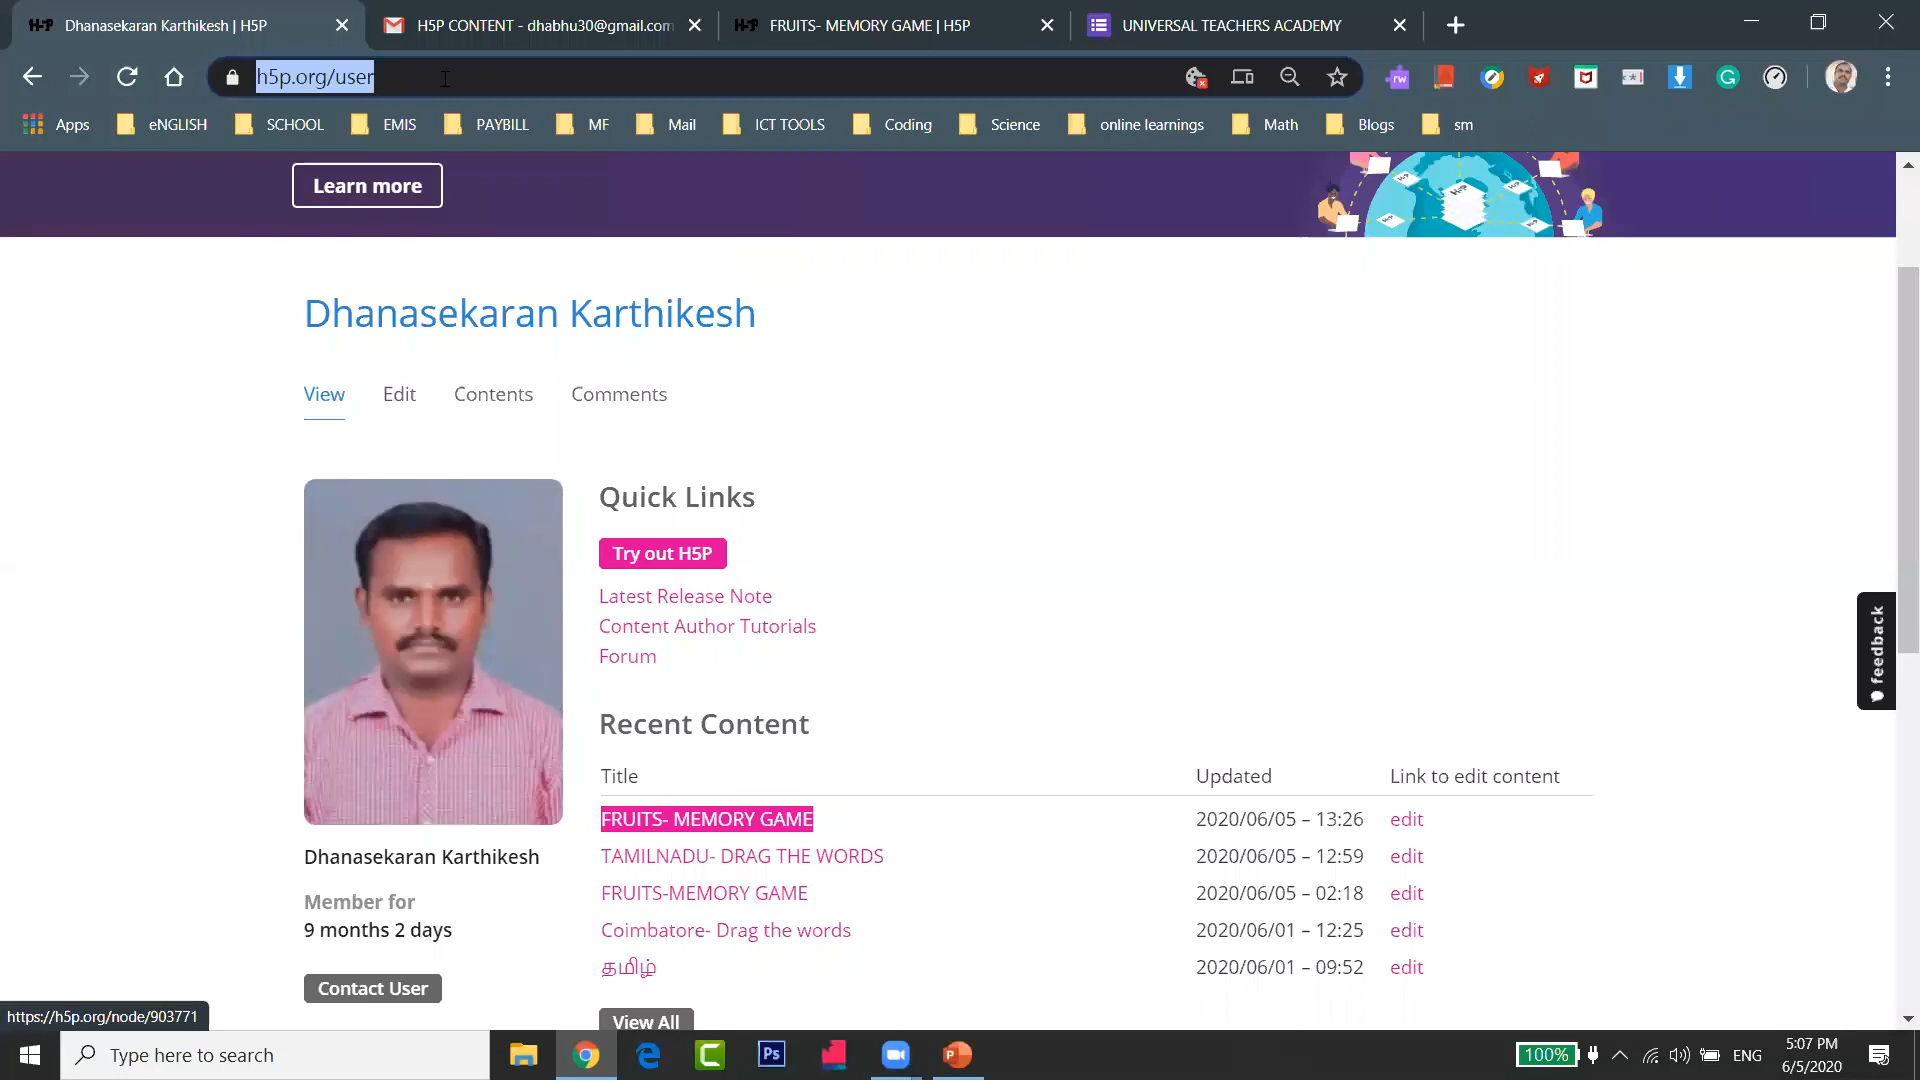 Dhanasekaran Karthikesh | H5P
H5P CONTENT - dhabhu30@gmail.com
FRUITS- MEMORY GAME | H5P
UNIVERSAL TEACHERS ACADEMY
h5p.org/user
Apps
eNGLISH
SCHOOL
EMIS
PAYBILL
MF
Mail
ICT TOOLS
Coding
Science
online learnings
Math
Blogs
sm
Learn more
Dhanasekaran Karthikesh
View Edit Contents Comments
Quick Links
Try out H5P
Latest Release Note
Content Author Tutorials
Forum
Recent Content
Title Updated Link to edit content
FRUITS- MEMORY GAME 2020/06/05 – 13:26 edit
TAMILNADU- DRAG THE WORDS 2020/06/05 – 12:59 edit
FRUITS-MEMORY GAME 2020/06/05 – 02:18 edit
Coimbatore- Drag the words 2020/06/01 – 12:25 edit
தமிழ் 2020/06/01 – 09:52 edit
View All
Dhanasekaran Karthikesh
Member for
9 months 2 days
Contact User
feedback
https://h5p.org/node/903771
Type here to search
100%
ENG
5:07 PM
6/5/2020